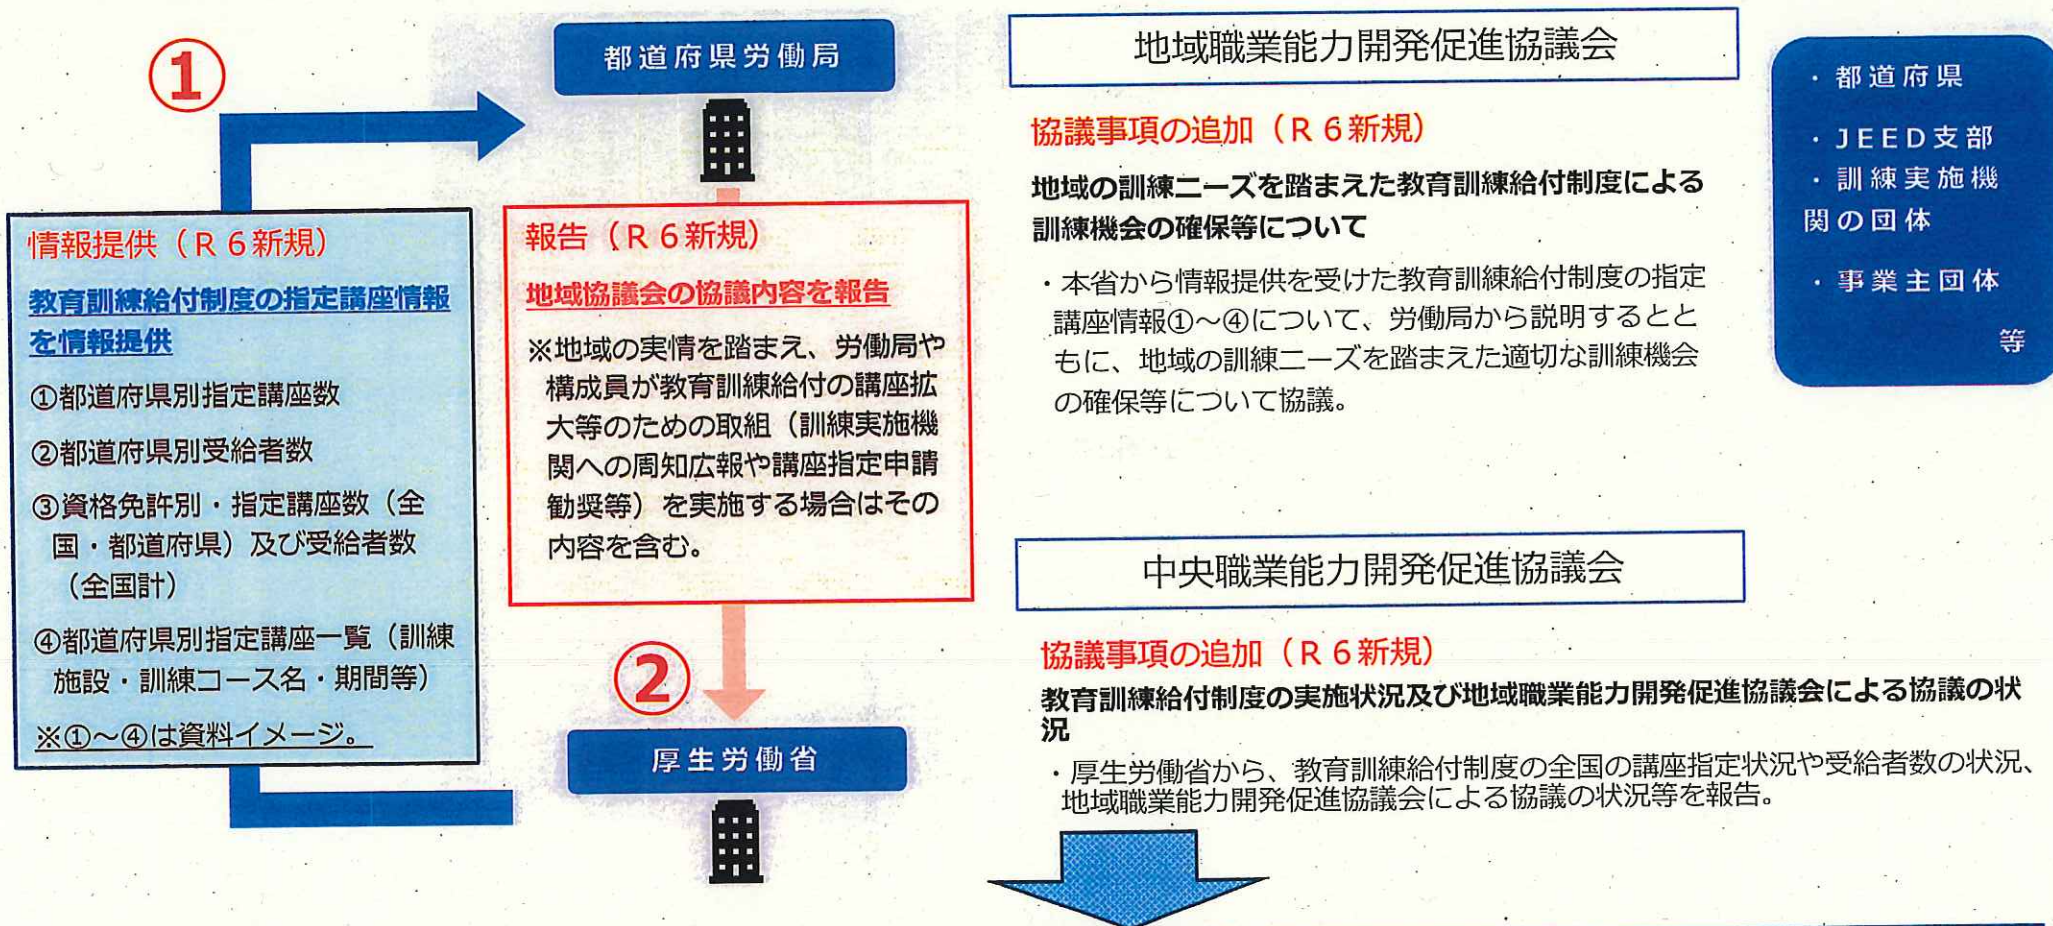 ①
都道府県労働局
情報提供（R６新規）
教育訓練給付制度の指定講座情報
を情報提供
①都道府県別指定講座数
②都道府県別受給者数
③資格免許別・指定講座数（全
国・都道府県）及び受給者数
（全国計）
④都道府県別指定講座一覧（訓練
施設・訓練コース名・期間等）
※①～④は資料イメージ。
報告（R６新規）
地域協議会の協議内容を報告
※地域の実情を踏まえ、労働局や
構成員が教育訓練給付の講座拡
大等のための取組（訓練実施機
関への周知広報や講座指定申請
勧奨等）を実施する場合はその
内容を含む。
②
厚生労働省
地域職業能力開発促進協議会
協議事項の追加（R６新規）
地域の訓練ニーズを踏まえた教育訓練給付制度による
訓練機会の確保等について
・本省から情報提供を受けた教育訓練給付制度の指定
講座情報①～④について、労働局から説明するとと
もに、地域の訓練ニーズを踏まえた適切な訓練機会
の確保等について協議。
・都道府県
・JEED支部
・訓練実施機
関の団体
・事業主団体
等
中央職業能力開発促進協議会
協議事項の追加（R６新規）
教育訓練給付制度の実施状況及び地域職業能力開発促進協議会による協議の状
況
・厚生労働省から、教育訓練給付制度の全国の講座指定状況や受給者数の状況、
地域職業能力開発促進協議会による協議の状況等を報告。